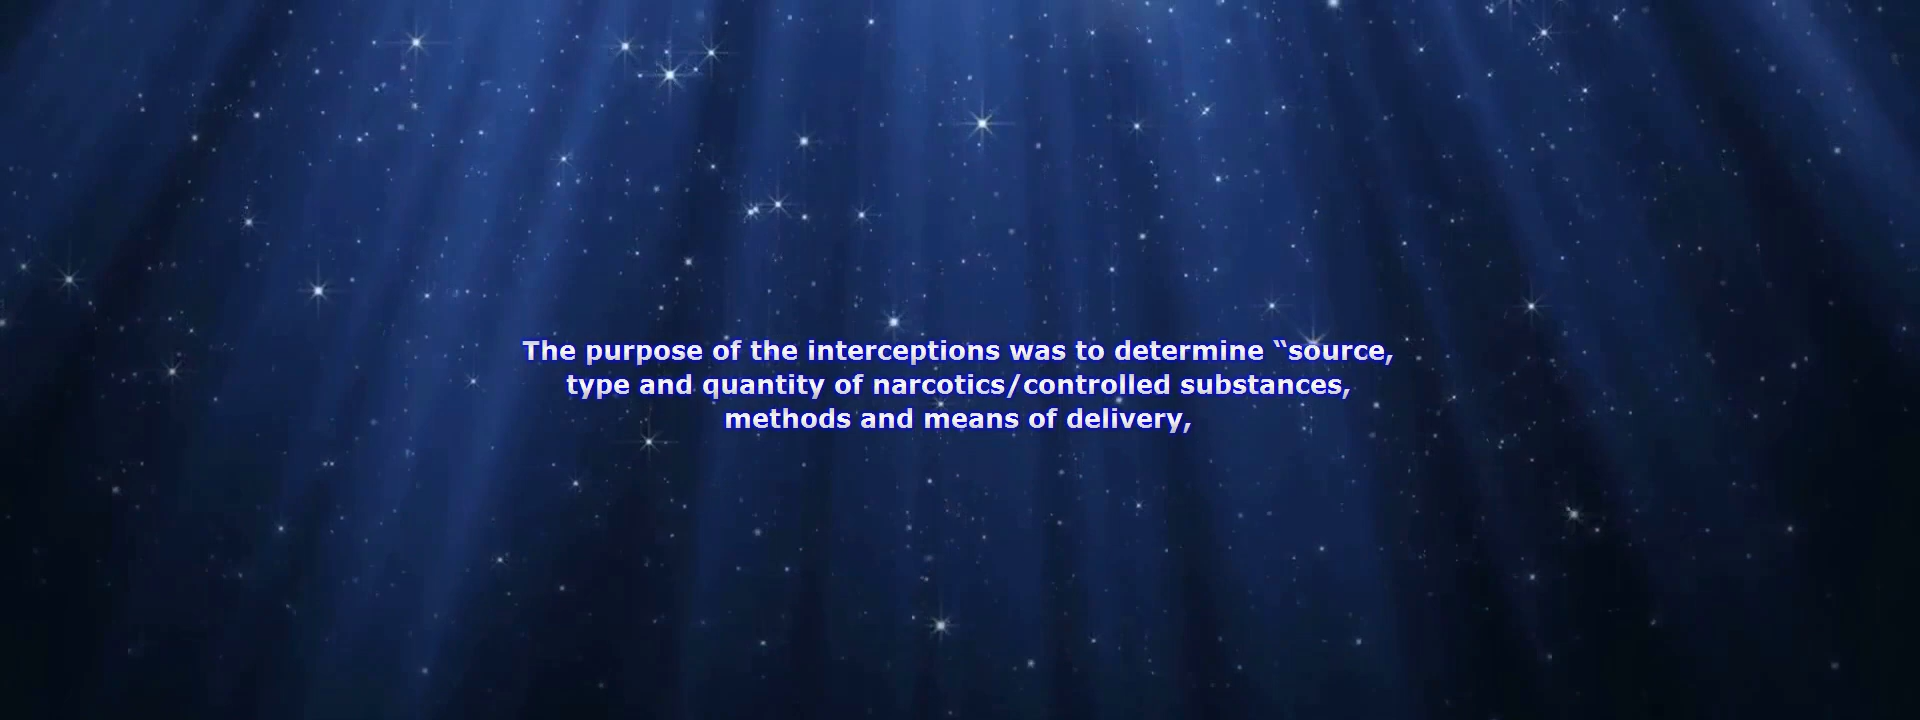 The purpose of the interceptions was to determine “source,
type and quantity of narcotics/controlled substances,
methods and means of delivery,